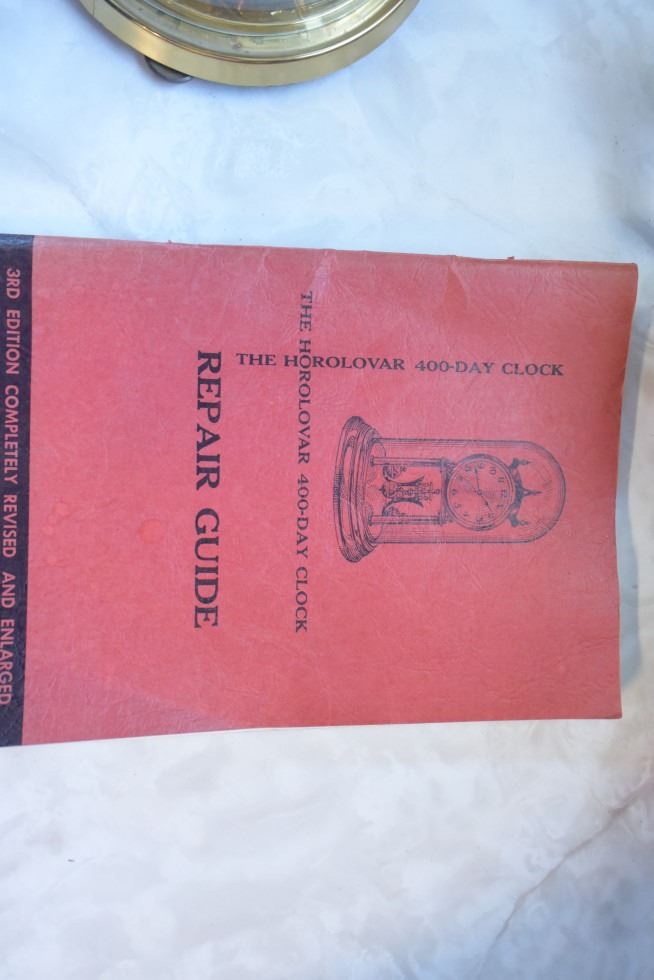 THE HOROLOVAR 400-DAY CLOCK
THE HOROLOVAR 400-DAY CLOCK
REPAIR GUIDE
3RD EDITION COMPLETELY REVISED AND ENLARGED